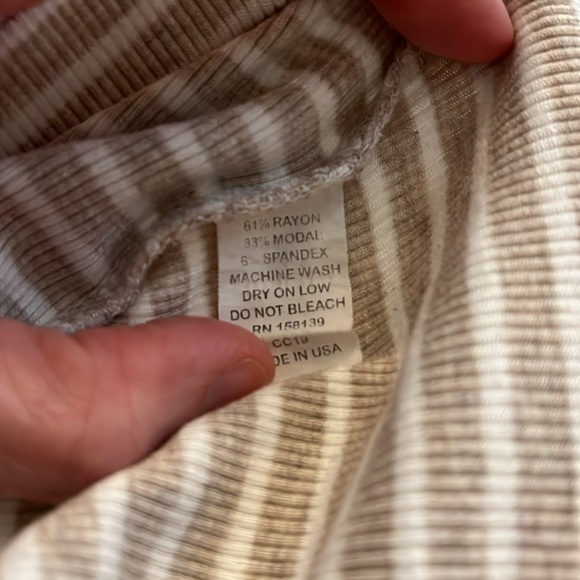 61% RAYON
33% MODAL
6% SPANDEX
MACHINE WASH
DRY ON LOW
DO NOT BLEACH
RN 158139
CC19
DE IN USA